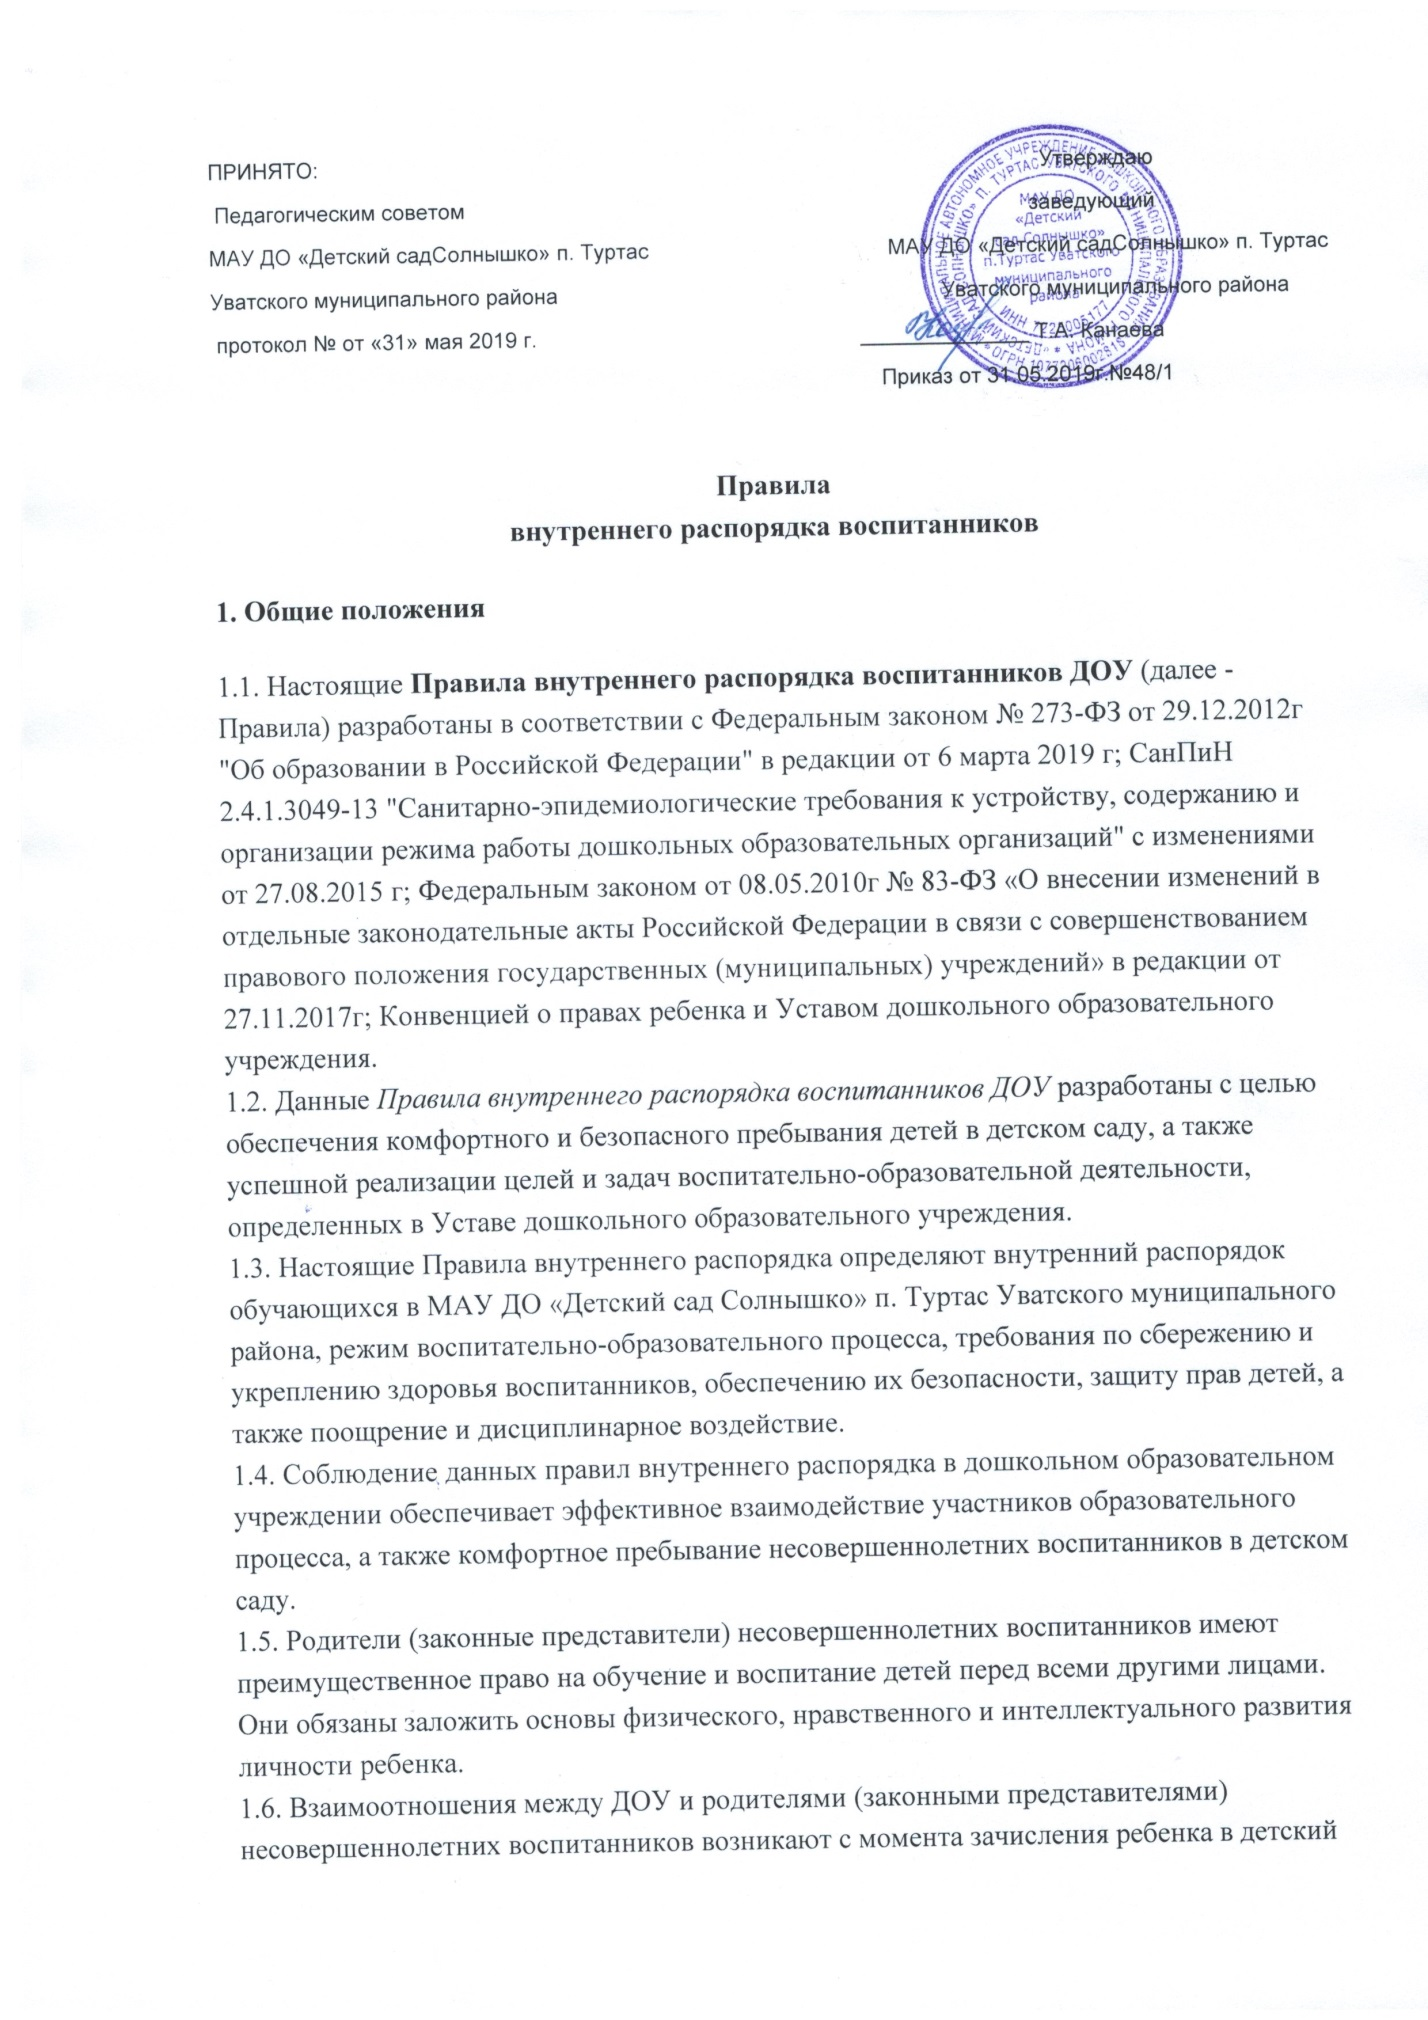 ПРИНЯТО:
Педагогическим советом
МАУ ДО «Детский садСолнышко» п. Туртас
Уватского муниципального района
протокол № от «31» мая 2019 г.
Утверждаю
заведующий
МАУ ДО «Детский садСолнышко» п. Туртас
Уватского муниципального района
Т.А. Канаева
Приказ от 31.05.2019г.№48/1
МАУ ДО
«Детский
сад Солнышко»
п.Туртас Уватского
муниципального
района
Правила
внутреннего распорядка воспитанников
1. Общие положения
1.1. Настоящие Правила внутреннего распорядка воспитанников ДОУ (далее -
Правила) разработаны в соответствии с Федеральным законом № 273-ФЗ от 29.12.2012г
"Об образовании в Российской Федерации" в редакции от 6 марта 2019 г; СанПиН
2.4.1.3049-13 "Санитарно-эпидемиологические требования к устройству, содержанию и
организации режима работы дошкольных образовательных организаций" с изменениями
от 27.08.2015 г; Федеральным законом от 08.05.2010г № 83-ФЗ «О внесении изменений в
отдельные законодательные акты Российской Федерации в связи с совершенствованием
правового положения государственных (муниципальных) учреждений» в редакции от
27.11.2017г; Конвенцией о правах ребенка и Уставом дошкольного образовательного
учреждения.
1.2. Данные Правила внутреннего распорядка воспитанников ДОУ разработаны с целью
обеспечения комфортного и безопасного пребывания детей в детском саду, а также
успешной реализации целей и задач воспитательно-образовательной деятельности,
определенных в Уставе дошкольного образовательного учреждения.
1.3. Настоящие Правила внутреннего распорядка определяют внутренний распорядок
обучающихся в МАУ ДО «Детский сад Солнышко» п. Туртас Уватского муниципального
района, режим воспитательно-образовательного процесса, требования по сбережению и
укреплению здоровья воспитанников, обеспечению их безопасности, защиту прав детей, а
также поощрение и дисциплинарное воздействие.
1.4. Соблюдение данных правил внутреннего распорядка в дошкольном образовательном
учреждении обеспечивает эффективное взаимодействие участников образовательного
процесса, а также комфортное пребывание несовершеннолетних воспитанников в детском
саду.
1.5. Родители (законные представители) несовершеннолетних воспитанников имеют
преимущественное право на обучение и воспитание детей перед всеми другими лицами.
Они обязаны заложить основы физического, нравственного и интеллектуального развития
личности ребенка.
1.6. Взаимоотношения между ДОУ и родителями (законными представителями)
несовершеннолетних воспитанников возникают с момента зачисления ребенка в детский